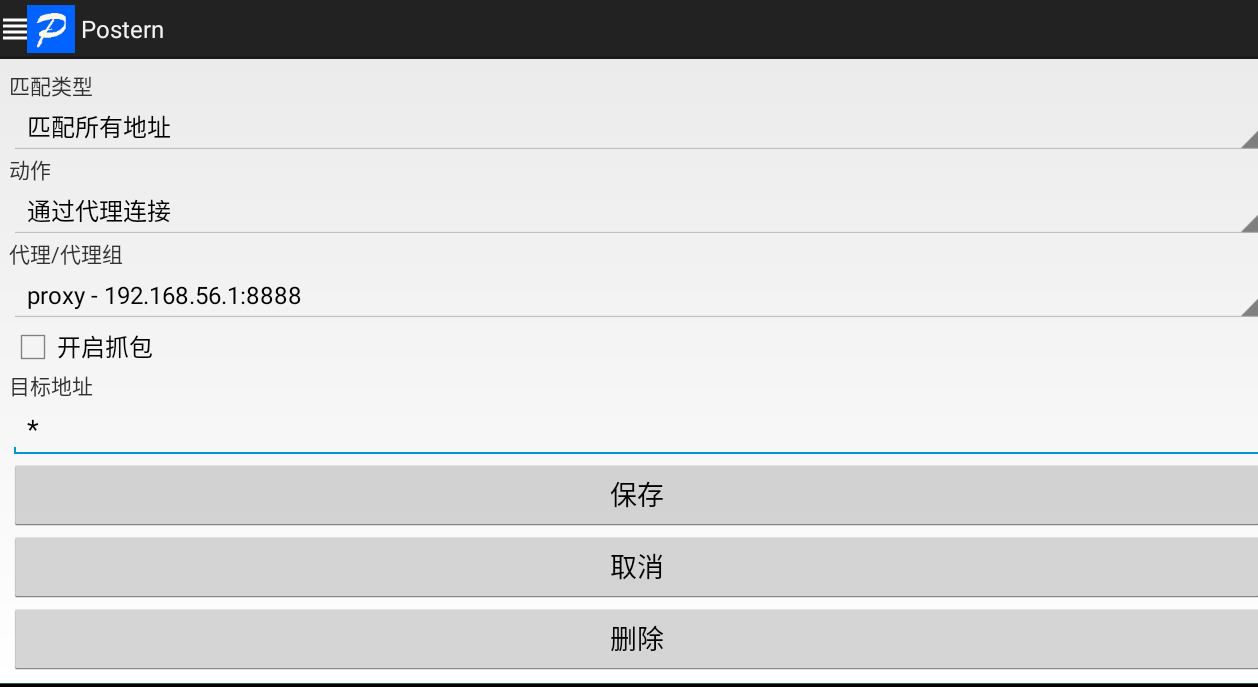 Postern
匹配类型
匹配所有地址
动作
通过代理连接
代理/代理组
proxy - 192.168.56.1:8888
开启抓包
目标地址
*
保存
取消
删除